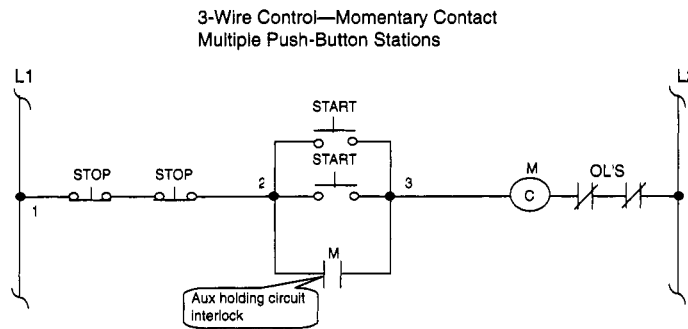 3-Wire Control—Momentary Contact
Multiple Push-Button Stations
L1
L
START
START
STOP
STOP
2
3
M
OL'S
1
C
M
Aux holding circuit
interlock